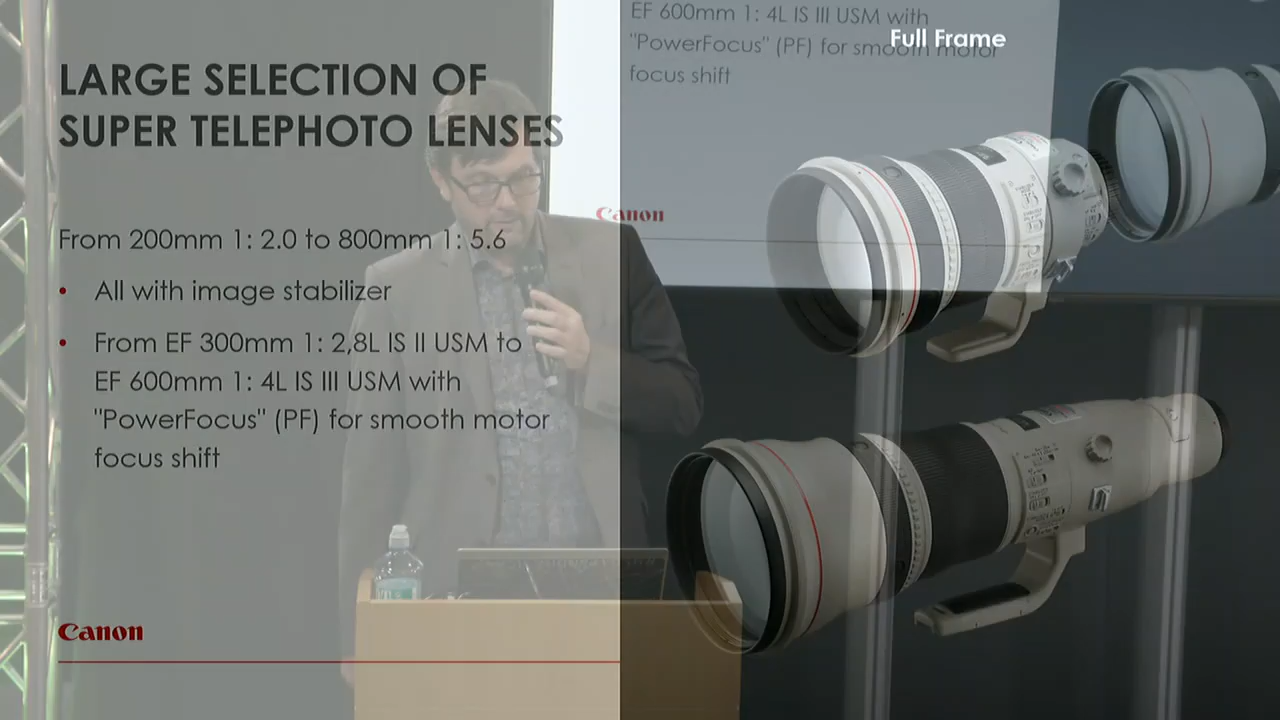 LARGE SELECTION OF
SUPER TELEPHOTO LENSES
From 200mm 1: 2.0 to 800mm 1: 5.6
• All with image stabilizer
• From EF 300mm 1: 2,8L IS II USM to
EF 600mm 1: 4L IS III USM with
"PowerFocus" (PF) for smooth motor
focus shift
Canon
EF 600mm 1: 4L IS III USM with
"PowerFocus" (PF) for smooth motor
focus shift
Full Frame
Canon